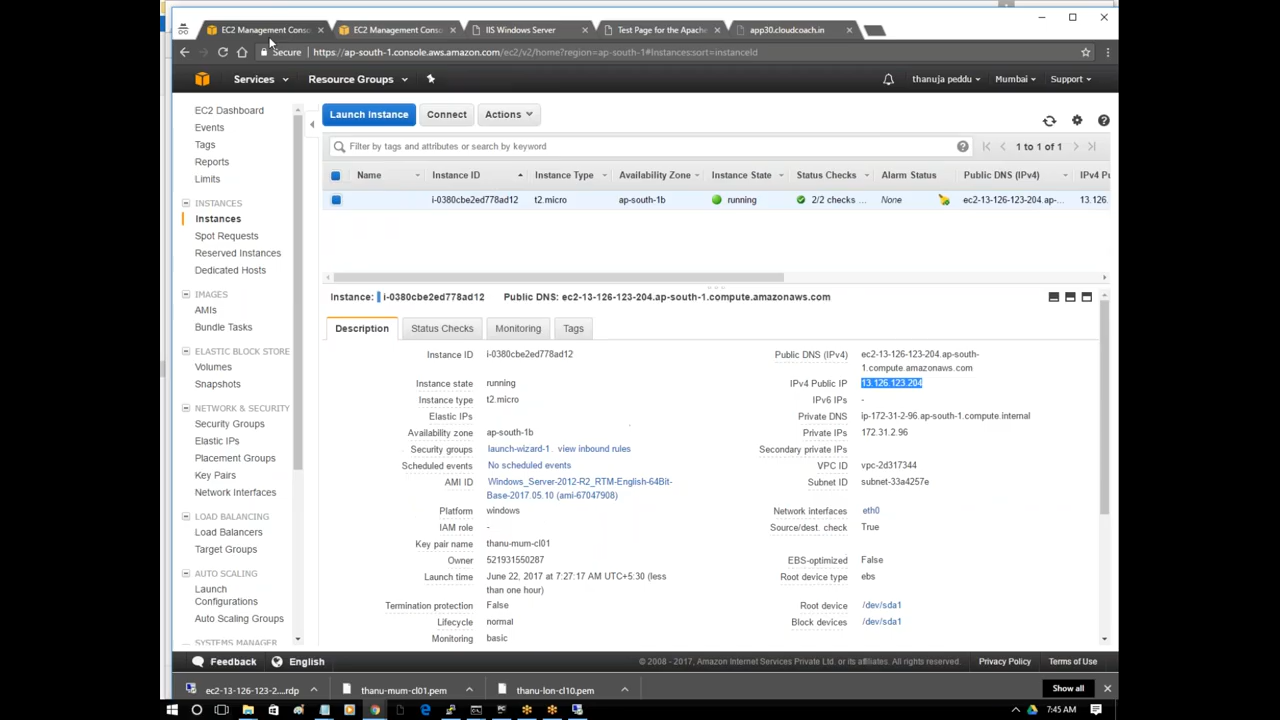 EC2 Management Conso
EC2 Management Conso
IIS Windows Server
Test Page for the Apache
app30.cloudcoach.in
Secure https://ap-south-1.console.aws.amazon.com/ec2/v2/home?region=ap-south-1#Instances:sort=instanceId
Services Resource Groups thanuja peddu Mumbai Support
EC2 Dashboard
Events
Tags
Reports
Limits
INSTANCES
Instances
Spot Requests
Reserved Instances
Dedicated Hosts
IMAGES
AMIs
Bundle Tasks
ELASTIC BLOCK STORE
Volumes
Snapshots
NETWORK & SECURITY
Security Groups
Elastic IPs
Placement Groups
Key Pairs
Network Interfaces
LOAD BALANCING
Load Balancers
Target Groups
AUTO SCALING
Launch
Configurations
Auto Scaling Groups
SYSTEMS MANAGER
Launch Instance Connect Actions
Filter by tags and attributes or search by keyword
1 to 1 of 1
Name Instance ID Instance Type Availability Zone Instance State Status Checks Alarm Status Public DNS (IPv4) IPv4 P
i-0380cbe2ed778ad12 t2.micro ap-south-1b running 2/2 checks ... None ec2-13-126-123-204.ap-... 13.126.
Instance: i-0380cbe2ed778ad12 Public DNS: ec2-13-126-123-204.ap-south-1.compute.amazonaws.com
Description Status Checks Monitoring Tags
Instance ID i-0380cbe2ed778ad12
Instance state running
Instance type t2.micro
Elastic IPs
Availability zone ap-south-1b
Security groups launch-wizard-1. view inbound rules
Scheduled events No scheduled events
AMI ID Windows_Server-2012-R2_RTM-English-64Bit-
Base-2017.05.10 (ami-67047908)
Platform windows
IAM role -
Key pair name thanu-mum-cl01
Owner 521931550287
Launch time June 22, 2017 at 7:27:17 AM UTC+5:30 (less
than one hour)
Termination protection False
Lifecycle normal
Monitoring basic
Public DNS (IPv4) ec2-13-126-123-204.ap-south-
1.compute.amazonaws.com
IPv4 Public IP 13.126.123.204
IPv6 IPs -
Private DNS ip-172-31-2-96.ap-south-1.compute.internal
Private IPs 172.31.2.96
Secondary private IPs
VPC ID vpc-2d317344
Subnet ID subnet-33a4257e
Network interfaces eth0
Source/dest. check True
EBS-optimized False
Root device type ebs
Root device /dev/sda1
Block devices /dev/sda1
Feedback English
© 2008 - 2017, Amazon Internet Services Private Ltd. or its affiliates. All rights reserved. Privacy Policy Terms of Use
ec2-13-126-123-2....rdp thanu-mum-cl01.pem thanu-lon-cl10.pem Show all
7:45 AM